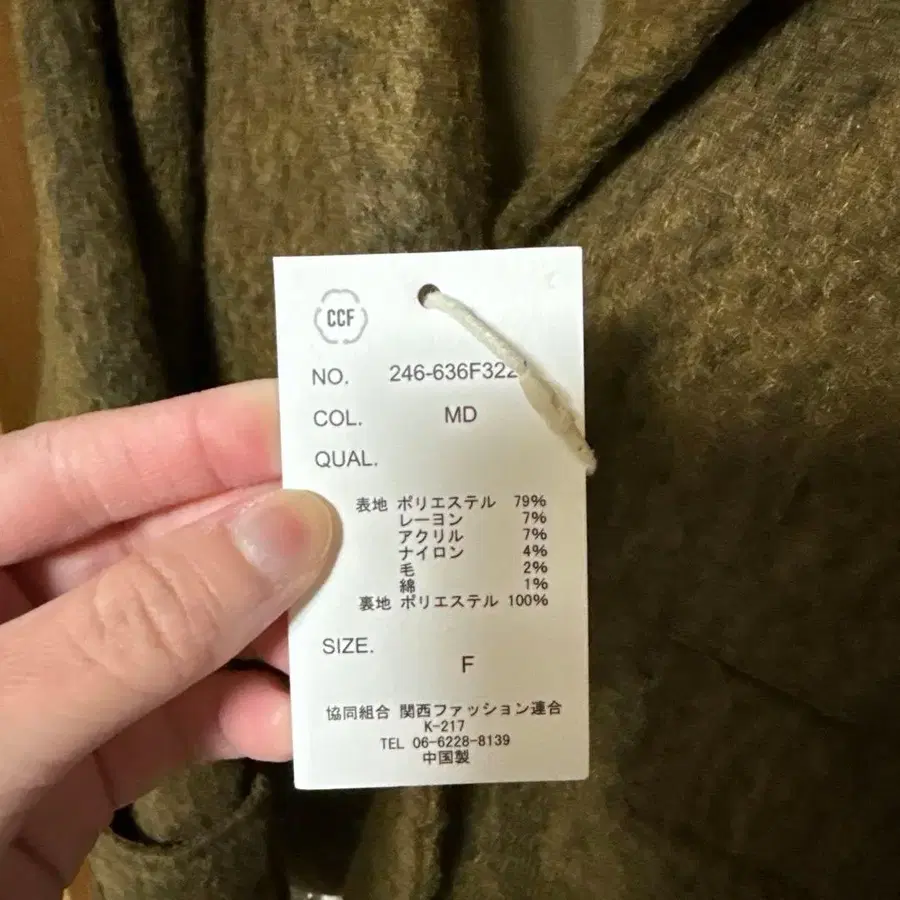 CCF
NO. 246-636F322
COL. MD
QUAL.
表地 ポリエステル 79%
レーヨン 7%
アクリル 7%
ナイロン 4%
毛 2%
綿 1%
裏地 ポリエステル 100%
SIZE.
F
協同組合 関西ファッション連合
K-217
TEL 06-6228-8139
中国製